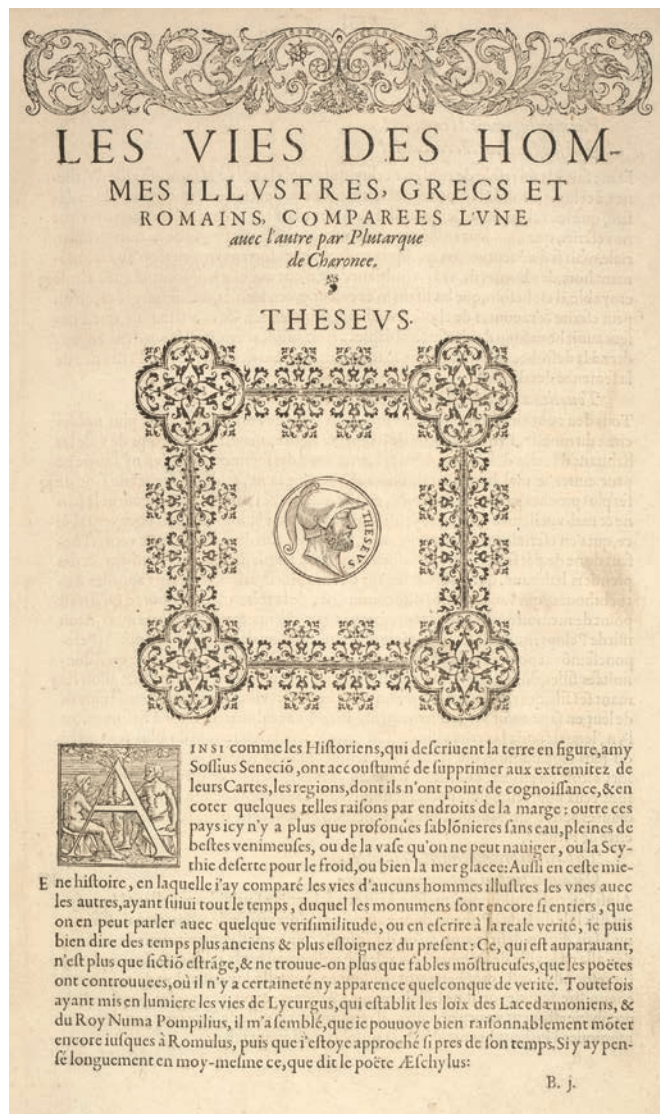 LES VIES DES HOM-
MES ILLVSTRES, GRECS ET
ROMAINS, COMPAREES L'VNE
auec l'autre par Plutarque
de Chæronee.
THESEVS.
THESEVS
AINSI comme les Historiens, qui descriuent la terre en figure, amy
Sossius Seneciō, ont accoustumé de supprimer aux extremitez de
leurs Cartes, les regions, dont ils n'ont point de cognoissance, & en
coter quelques telles raisons par endroits de la marge : outre ces
pays icy n'y a plus que profondes sablōnieres sans eau, pleines de
bestes venimeuses, ou de la vase qu'on ne peut nauiger, ou la Scy-
thie deserte pour le froid, ou bien la mer glacee: Aussi en ceste mie-
E ne histoire, en laquelle i'ay comparé les vies d'aucuns hommes illustres les vnes auec
les autres, ayant suiui tout le temps, duquel les monumens sont encore si entiers, que
on en peut parler auec quelque verisimilitude, ou en escrire à la reale verité, ie puis
bien dire des temps plus anciens & plus esloignez du present: Ce, qui est auparauant,
n'est plus que fictiō estrāge, & ne trouue-on plus que fables mōstrueuses, que les poëtes
ont controuuees, où il n'y a certaineté ny apparence quelconque de verité. Toutefois
ayant mis en lumiere les vies de Lycurgus, qui establit les loix des Lacedæmoniens, &
du Roy Numa Pompilius, il m'a semblé, que ie pouuoye bien raisonnablement mōter
encore iusques à Romulus, puis que i'estoye approché si pres de son temps. Si y ay pen-
sé longuement en moy-mesme ce, que dit le poëte Æschylus:
B. j.